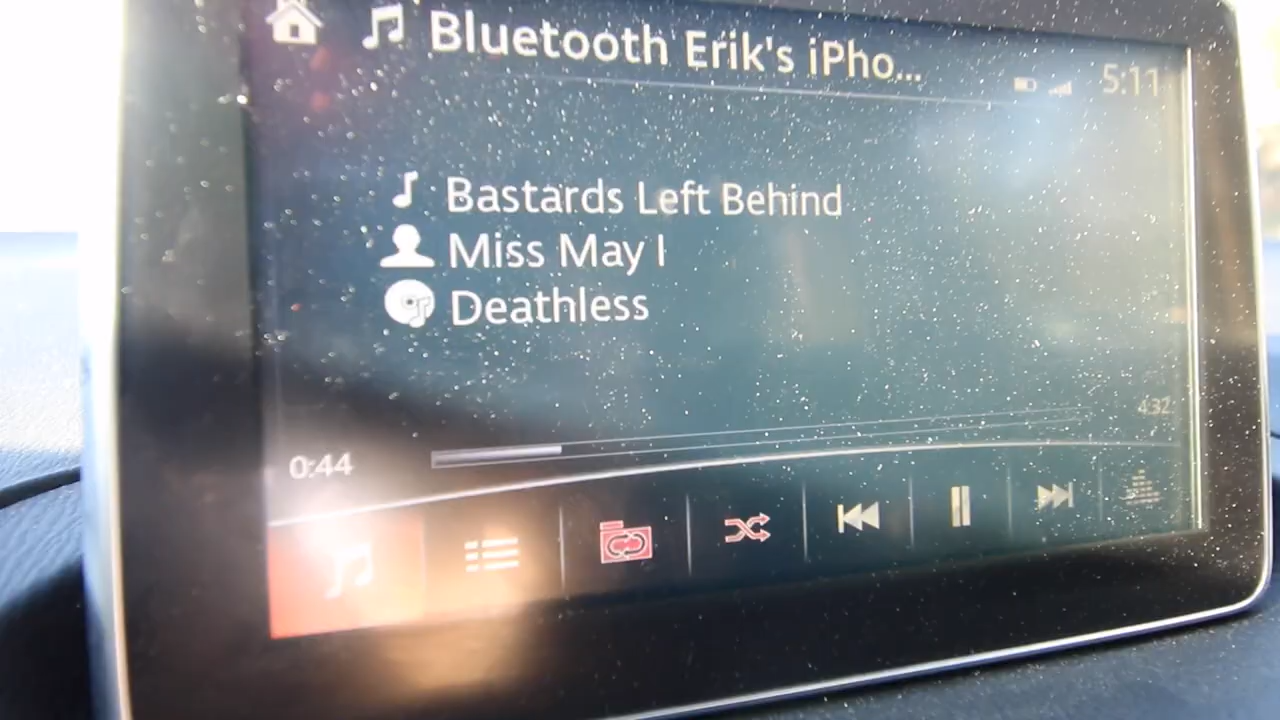 Bluetooth Erik's iPho...
5:11
Bastards Left Behind
Miss May I
Deathless
4:32
0:44